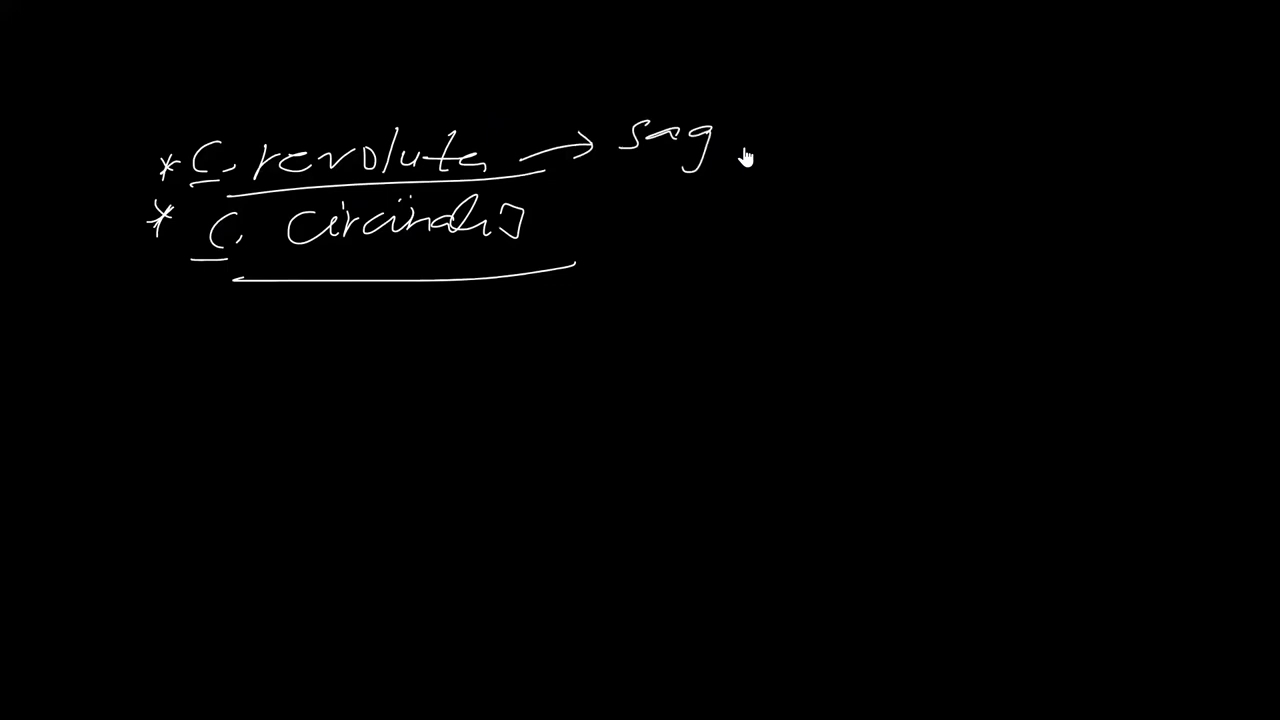 * C. revoluta → sag
* C. circinalis